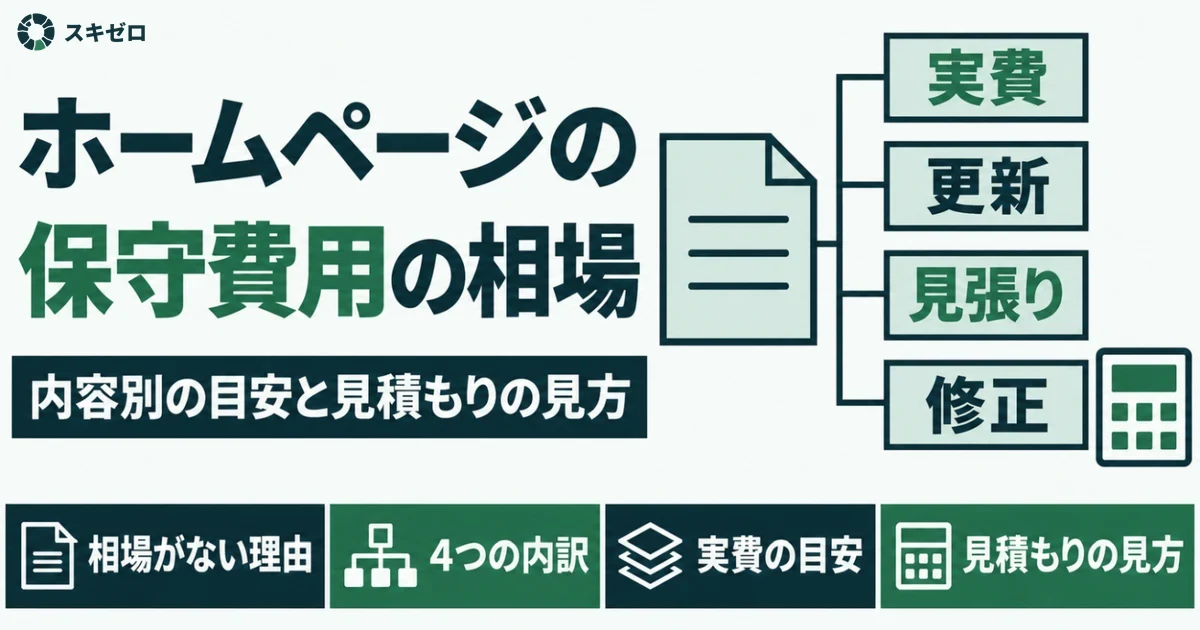 スキゼロ
ホームページの
保守費用の相場
内容別の目安と見積もりの見方
実費
更新
見張り
修正
相場がない理由
4つの内訳
実費の目安
見積もりの見方